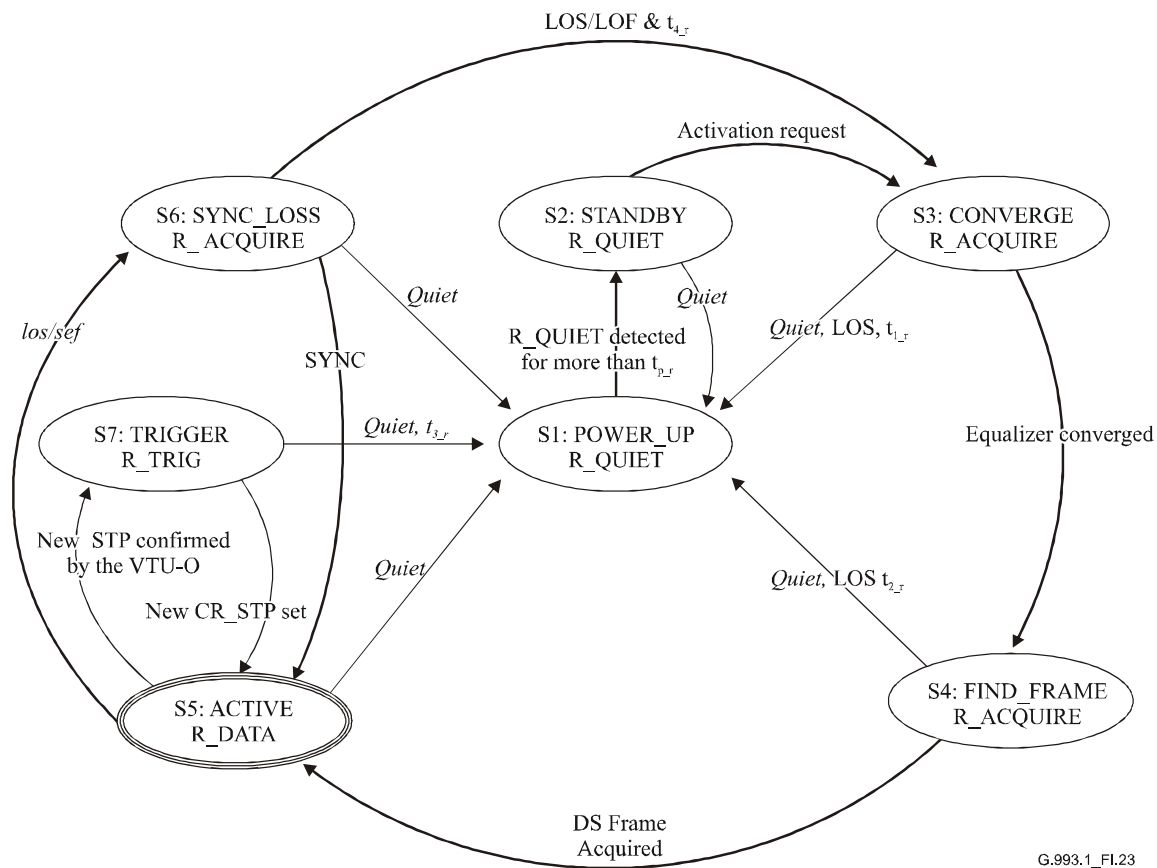 LOS/LOF & t4_r
Activation request
S6: SYNC_LOSS
R_ACQUIRE
S2: STANDBY
R_QUIET
S3: CONVERGE
R_ACQUIRE
Quiet
Quiet
los/sef
Quiet, LOS, t1_r
R_QUIET detected
for more than tp_r
SYNC
S7: TRIGGER
R_TRIG
Quiet, t3_r
S1: POWER_UP
R_QUIET
Equalizer converged
New STP confirmed
by the VTU-O
Quiet
Quiet, LOS t2_r
New CR_STP set
S5: ACTIVE
R_DATA
S4: FIND_FRAME
R_ACQUIRE
DS Frame
Acquired
G.993.1_FI.23